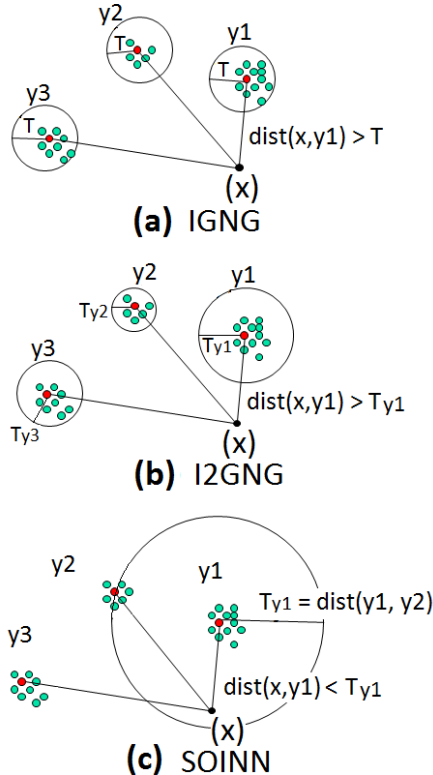 y2
y1
T
T
y3
T
dist(x,y1) > T
(x)
(a) IGNG
y2
y1
Ty2
Ty1
y3
Ty3
dist(x,y1) > Ty1
(x)
(b) I2GNG
y2
y1
Ty1 = dist(y1, y2)
y3
dist(x,y1) < Ty1
(x)
(c) SOINN